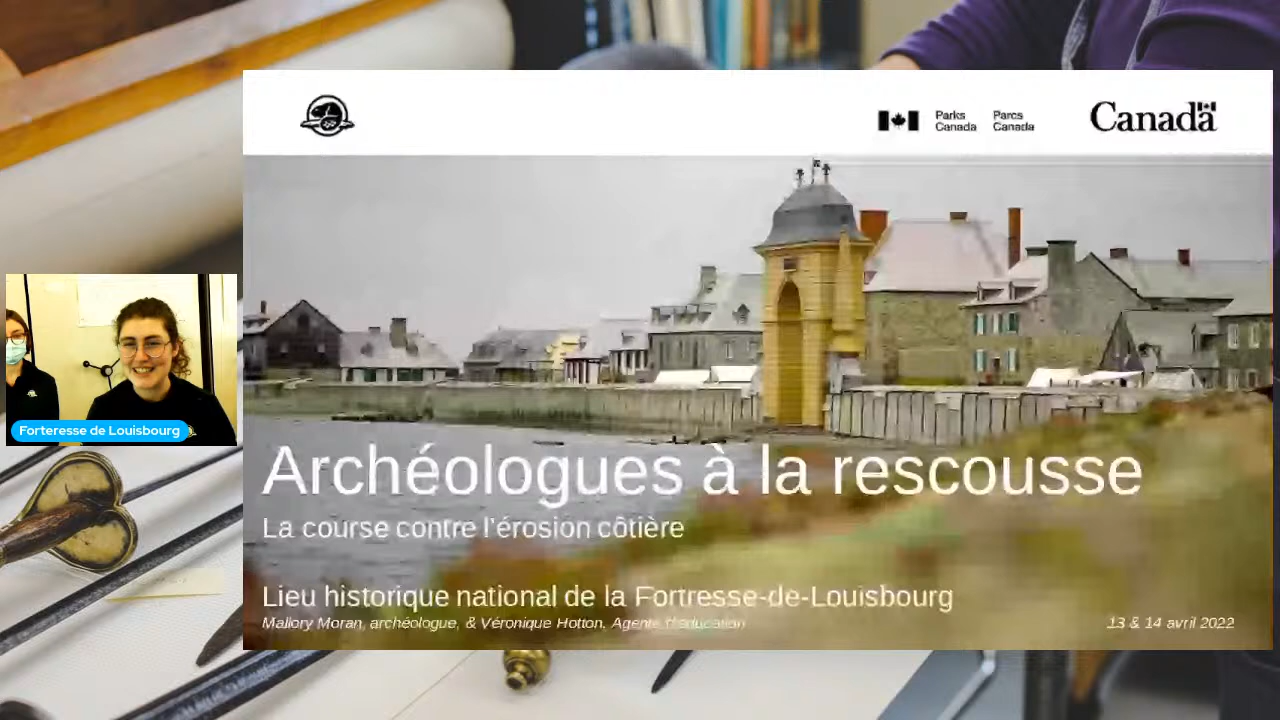 Parks Canada
Parcs Canada
Canada
Forteresse de Louisbourg
Archéologues à la rescousse
La course contre l'érosion côtière
Lieu historique national de la Fortresse-de-Louisbourg
Mallory Moran, archéologue, & Véronique Hotton, Agente d'éducation
13 & 14 avril 2022